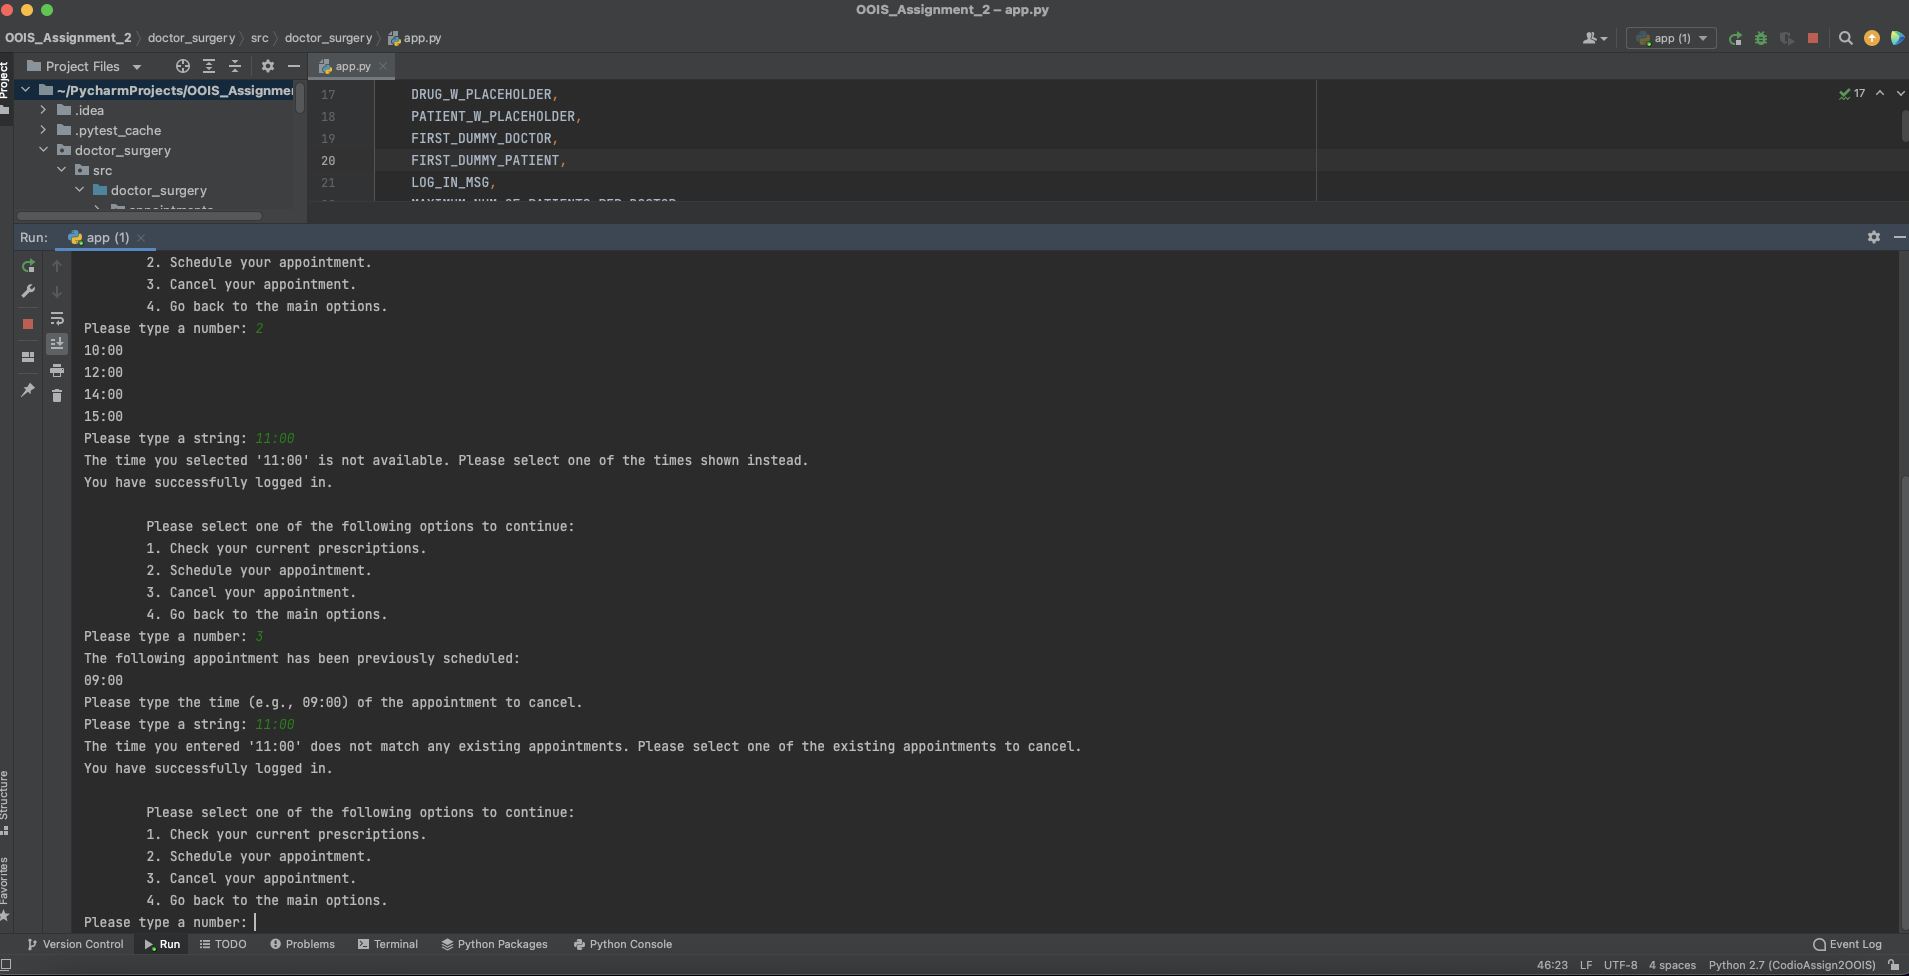 OOIS_Assignment_2 – app.py
OOIS_Assignment_2 doctor_surgery src doctor_surgery app.py app (1)
Project
Project Files
app.py
~/PycharmProjects/OOIS_Assignmen
.idea
.pytest_cache
doctor_surgery
src
doctor_surgery
17 DRUG_W_PLACEHOLDER,
18 PATIENT_W_PLACEHOLDER,
19 FIRST_DUMMY_DOCTOR,
20 FIRST_DUMMY_PATIENT,
21 LOG_IN_MSG,
17
Run: app (1)
2. Schedule your appointment.
3. Cancel your appointment.
4. Go back to the main options.
Please type a number: 2
10:00
12:00
14:00
15:00
Please type a string: 11:00
The time you selected '11:00' is not available. Please select one of the times shown instead.
You have successfully logged in.
Please select one of the following options to continue:
1. Check your current prescriptions.
2. Schedule your appointment.
3. Cancel your appointment.
4. Go back to the main options.
Please type a number: 3
The following appointment has been previously scheduled:
09:00
Please type the time (e.g., 09:00) of the appointment to cancel.
Please type a string: 11:00
The time you entered '11:00' does not match any existing appointments. Please select one of the existing appointments to cancel.
You have successfully logged in.
Please select one of the following options to continue:
1. Check your current prescriptions.
2. Schedule your appointment.
3. Cancel your appointment.
4. Go back to the main options.
Please type a number:
Structure
Favorites
Version Control Run TODO Problems Terminal Python Packages Python Console Event Log
46:23 LF UTF-8 4 spaces Python 2.7 (CodioAssign2OOIS)